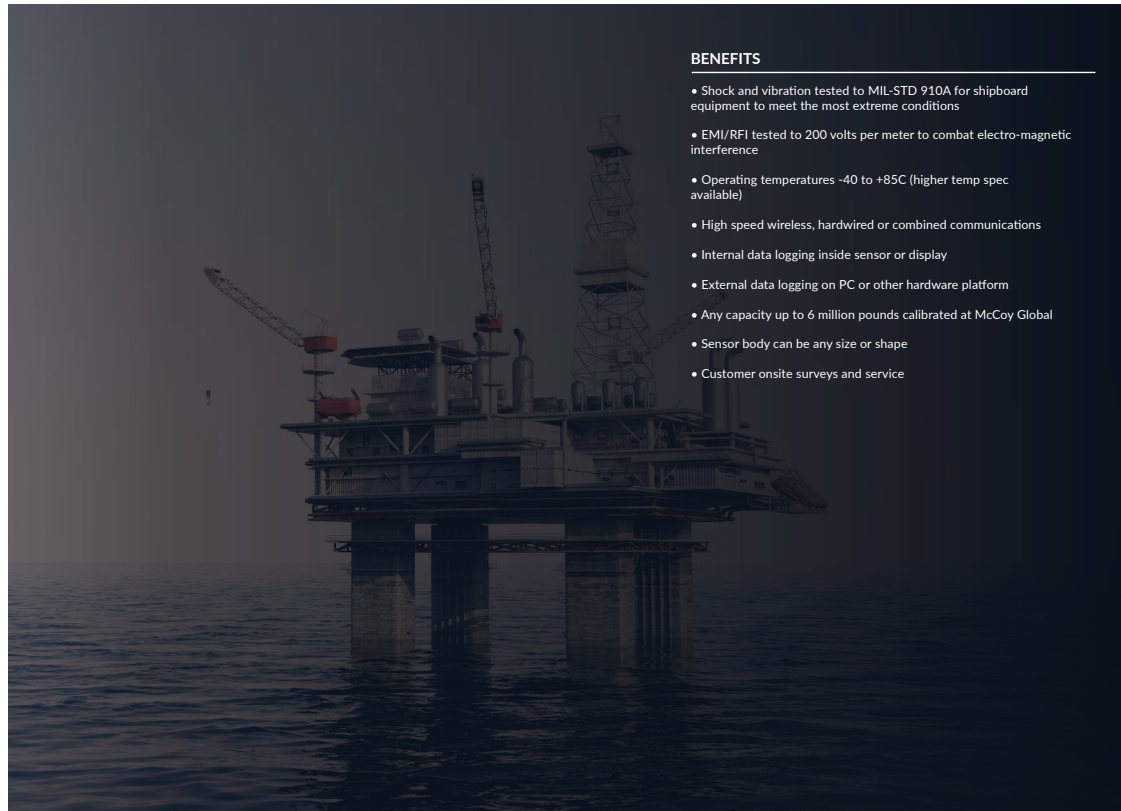 BENEFITS
• Shock and vibration tested to MIL-STD 910A for shipboard
equipment to meet the most extreme conditions
• EMI/RFI tested to 200 volts per meter to combat electro-magnetic
interference
• Operating temperatures -40 to +85C (higher temp spec
available)
• High speed wireless, hardwired or combined communications
• Internal data logging inside sensor or display
• External data logging on PC or other hardware platform
• Any capacity up to 6 million pounds calibrated at McCoy Global
• Sensor body can be any size or shape
• Customer onsite surveys and service